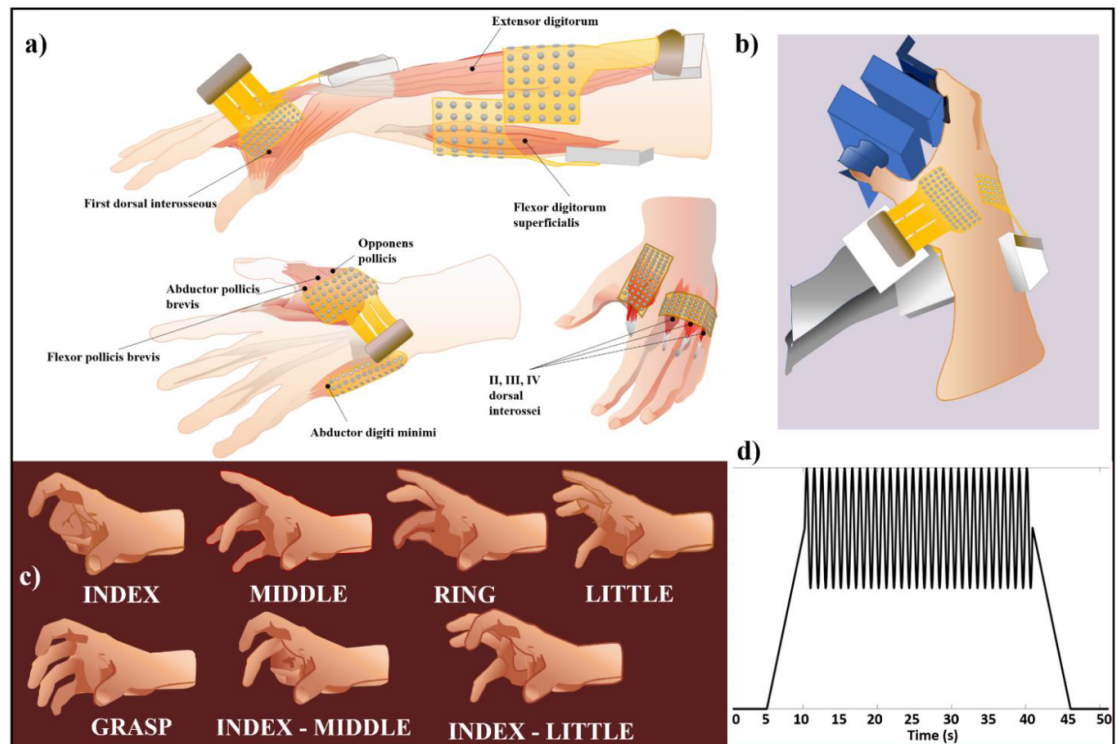 a)
Extensor digitorum
First dorsal interosseous
Flexor digitorum
superficialis
Opponens
pollicis
Abductor pollicis
brevis
Flexor pollicis brevis
II, III, IV
dorsal
interossei
Abductor digiti minimi
b)
c)
INDEX
MIDDLE
RING
LITTLE
GRASP
INDEX - MIDDLE
INDEX - LITTLE
d)
0 5 10 15 20 25 30 35 40 45 50
Time (s)